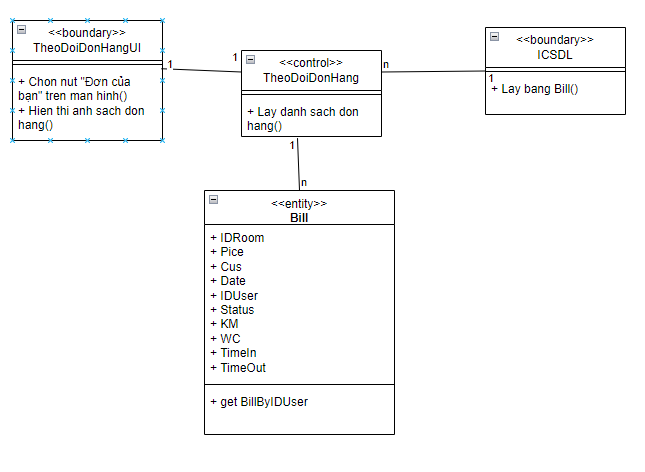 <<boundary>>
TheoDoiDonHangUI
+ Chon nut "Đơn của
bạn" tren man hinh()
+ Hien thi anh sach don
hang()
1
1
<<control>>
TheoDoiDonHang
+ Lay danh sach don
hang()
n
1
<<boundary>>
ICSDL
+ Lay bang Bill()
1
n
<<entity>>
Bill
+ IDRoom
+ Pice
+ Cus
+ Date
+ IDUser
+ Status
+ KM
+ WC
+ TimeIn
+ TimeOut
+ get BillByIDUser